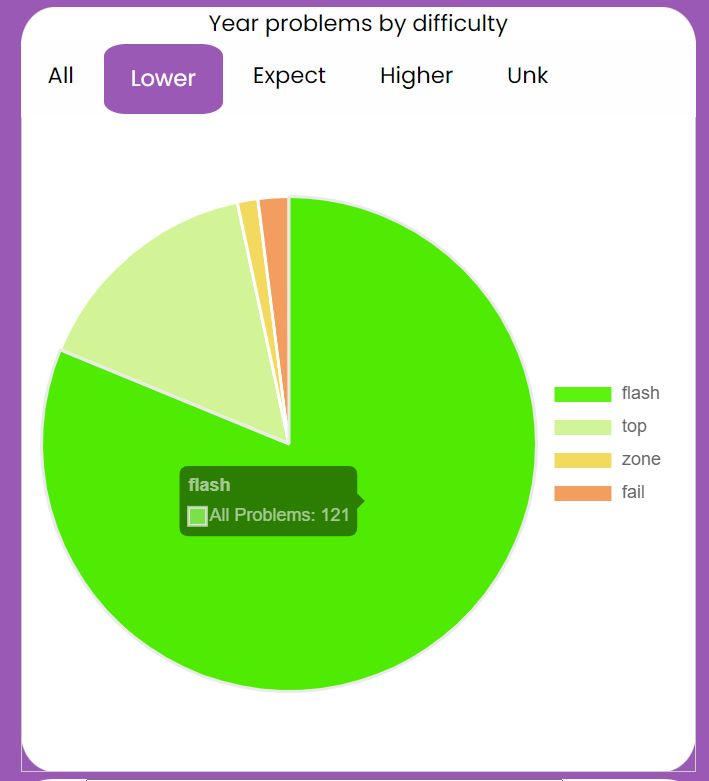 Year problems by difficulty
All Lower Expect Higher Unk
flash
top
zone
fail
flash
All Problems: 121